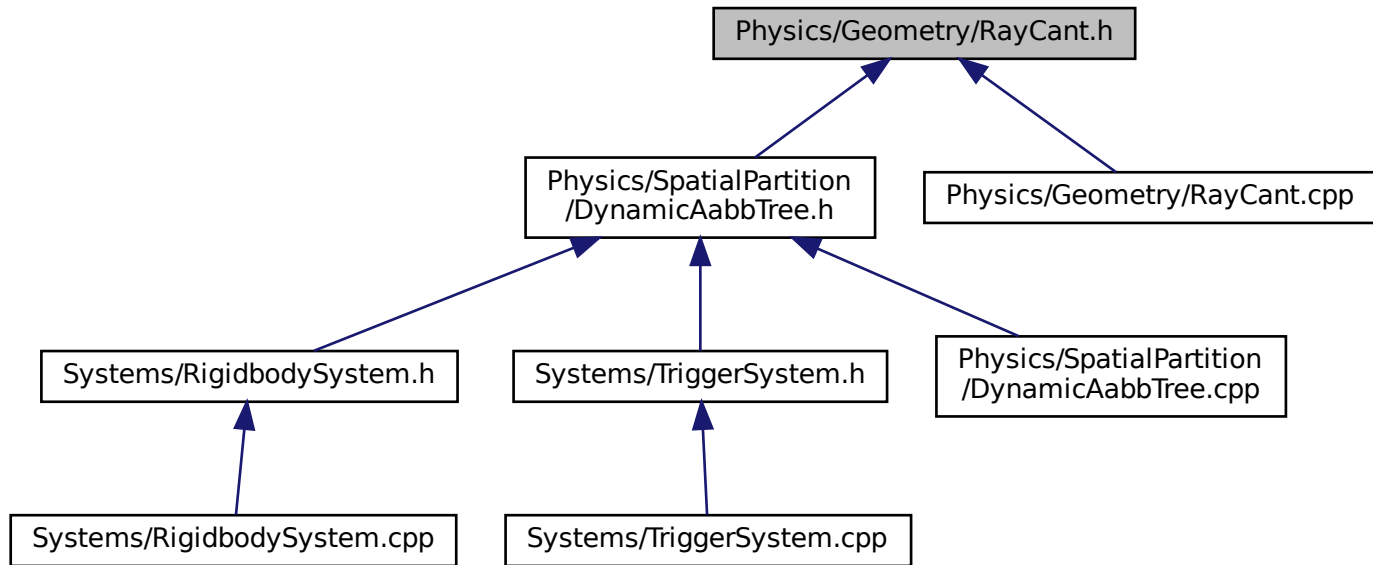 Physics/Geometry/RayCant.h
Physics/SpatialPartition
/DynamicAabbTree.h
Physics/Geometry/RayCant.cpp
Systems/RigidbodySystem.h
Systems/TriggerSystem.h
Physics/SpatialPartition
/DynamicAabbTree.cpp
Systems/RigidbodySystem.cpp
Systems/TriggerSystem.cpp